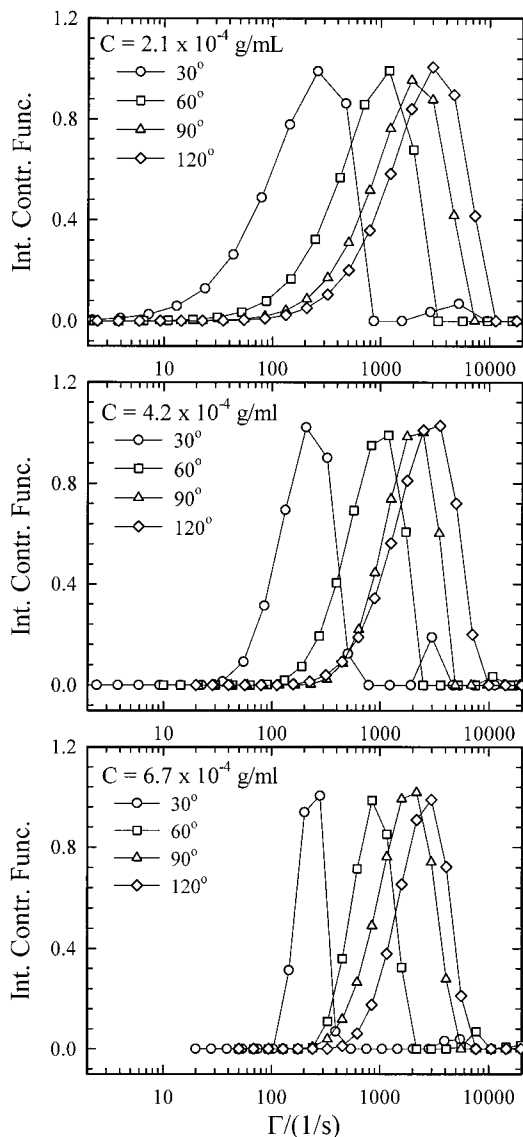 1.2
C = 2.1 x 10⁻⁴ g/mL
30°
60°
90°
120°
0.8
0.4
0.0
Int. Contr. Func.
10 100 1000 10000
1.2
C = 4.2 x 10⁻⁴ g/ml
30°
60°
90°
120°
0.8
0.4
0.0
Int. Contr. Func.
10 100 1000 10000
1.2
C = 6.7 x 10⁻⁴ g/ml
30°
60°
90°
120°
0.8
0.4
0.0
Int. Contr. Func.
10 100 1000 10000
Γ/(1/s)